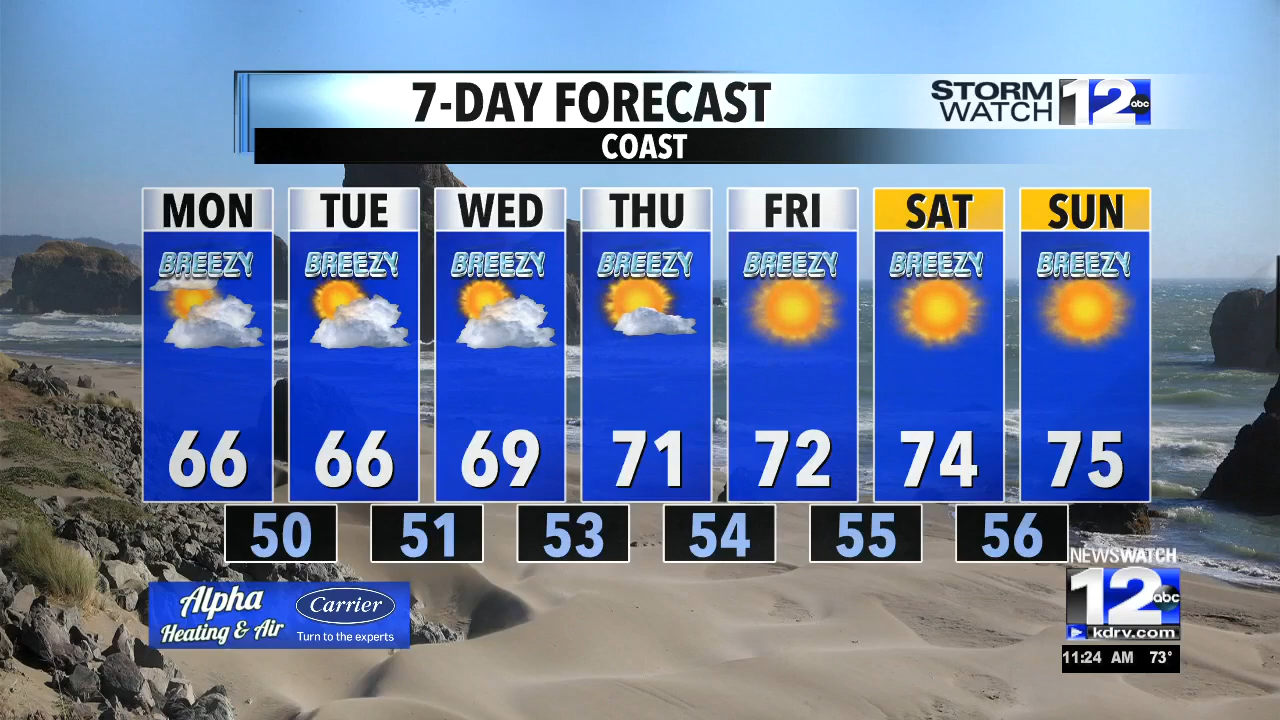 7-DAY FORECAST
STORM
WATCH
12
abc
COAST
MON TUE WED THU FRI SAT SUN
BREEZY BREEZY BREEZY BREEZY BREEZY BREEZY BREEZY
66 66 69 71 72 74 75
50 51 53 54 55 56
Alpha
Heating & Air
Carrier
Turn to the experts
NEWSWATCH
12
abc
kdrv.com
11:24 AM 73°